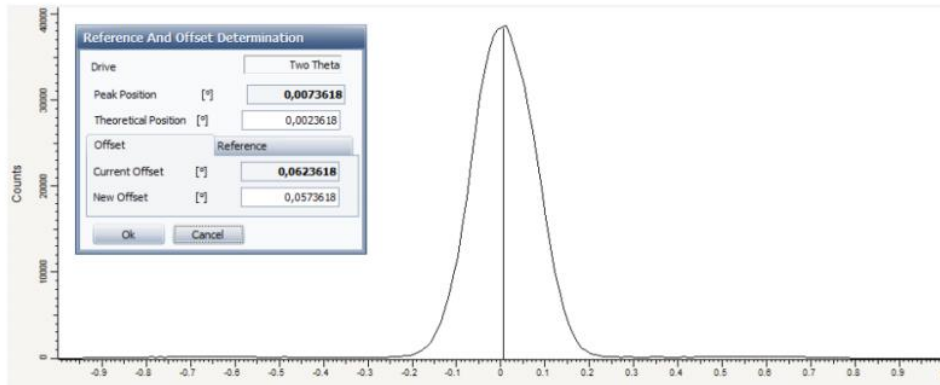 Reference And Offset Determination
Drive Two Theta
Peak Position [°] 0,0073618
Theoretical Position [°] 0,0023618
Offset Reference
Current Offset [°] 0,0623618
New Offset [°] 0,0573618
Ok Cancel
Counts
40000
30000
20000
10000
0
-0.9 -0.8 -0.7 -0.6 -0.5 -0.4 -0.3 -0.2 -0.1 0 0.1 0.2 0.3 0.4 0.5 0.6 0.7 0.8 0.9